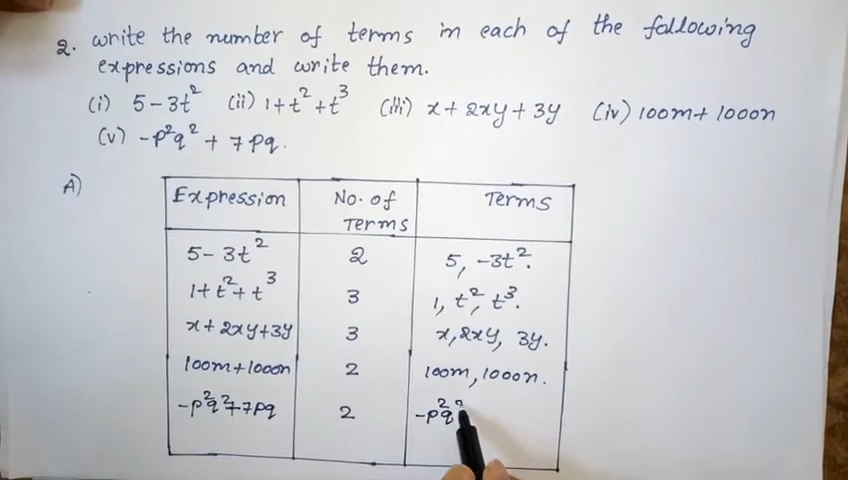 2. write the number of terms in each of the following
expressions and write them.
(i) 5-3t² (ii) 1+t²+t³ (iii) x+2xy+3y (iv) 100m+1000n
(v) -p²q²+7pq.
A)
Expression No. of Terms Terms
5-3t² 2 5, -3t².
1+t²+t³ 3 1, t², t³.
x+2xy+3y 3 x, 2xy, 3y.
100m+1000n 2 100m, 1000n.
-p²q²+7pq 2 -p²q²